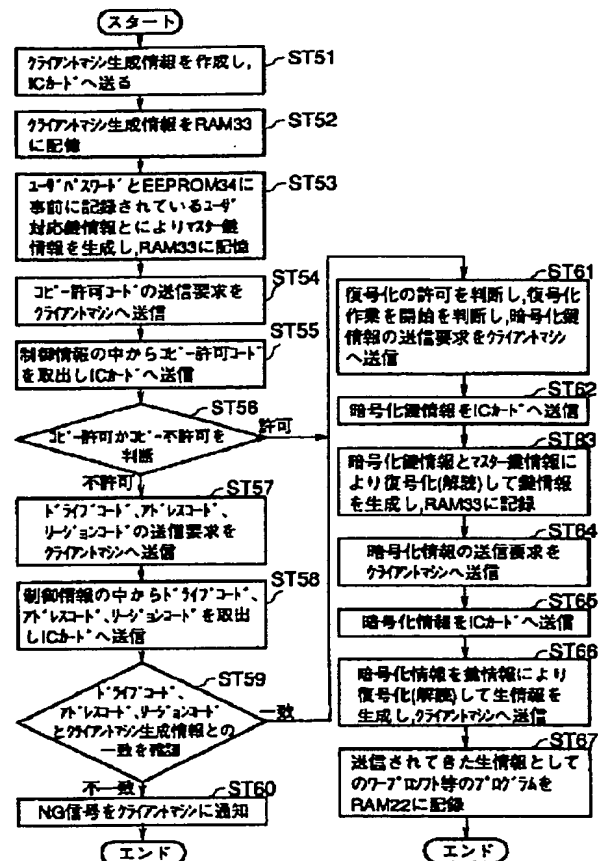 スタート
クライアントマシン生成情報を作成し,
ICカードへ送る
ST51
クライアントマシン生成情報をRAM33
に記憶
ST52
ユーザパスワードとEEPROM34に
事前に記録されているユーザ
対応鍵情報とによりマスター鍵
情報を生成し,RAM33に記憶
ST53
コピー許可コードの送信要求を
クライアントマシンへ送信
ST54
制御情報の中からコピー許可コード
を取出しICカードへ送信
ST55
コピー許可かコピー不許可を
判断
ST56
許可
不許可
ドライブコード、アドレスコード、
リージョンコードの送信要求を
クライアントマシンへ送信
ST57
制御情報の中からドライブコード、
アドレスコード、リージョンコードを取出
しICカードへ送信
ST58
ドライブコード、
アドレスコード、リージョンコード
とクライアントマシン生成情報との
一致を確認
ST59
一致
不一致
NG信号をクライアントマシンに通知
ST60
エンド
復号化の許可を判断し,復号化
作業を開始を判断し,暗号化鍵
情報の送信要求をクライアントマシン
へ送信
ST61
暗号化鍵情報をICカードへ送信
ST62
暗号化鍵情報とマスター鍵情報に
より復号化(解読)して鍵情報
を生成し,RAM33に記録
ST63
暗号化情報の送信要求を
クライアントマシンへ送信
ST64
暗号化情報をICカードへ送信
ST65
暗号化情報を鍵情報により
復号化(解読)して生情報を
生成し,クライアントマシンへ送信
ST66
送信されてきた生情報として
のワープロソフト等のプログラムを
RAM22に記録
ST67
エンド